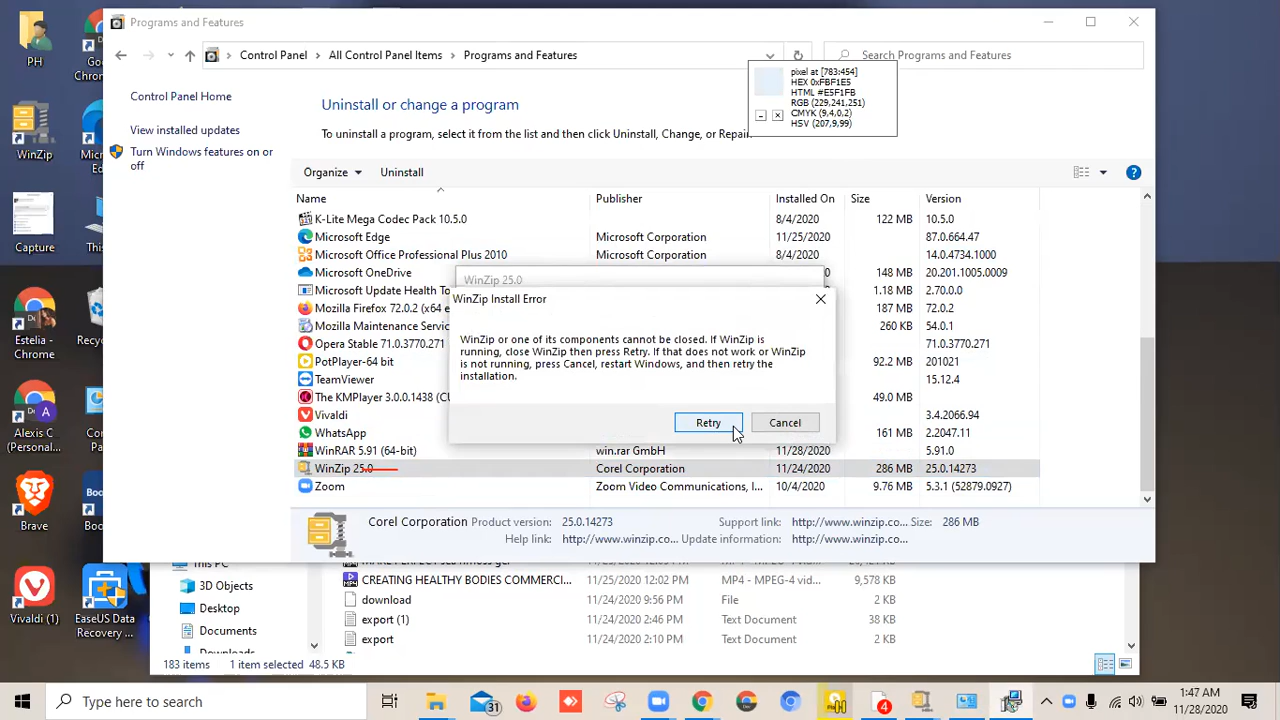 Programs and Features
Control Panel > All Control Panel Items > Programs and Features
Search Programs and Features
pixel at [783:454]
HEX 0xFBF1E5
HTML #E5F1FB
RGB (229,241,251)
CMYK (9,4,0,2)
HSV (207,9,99)
Control Panel Home
View installed updates
Turn Windows features on or
off
Uninstall or change a program
To uninstall a program, select it from the list and then click Uninstall, Change, or Repair.
Organize
Uninstall
Name Publisher Installed On Size Version
K-Lite Mega Codec Pack 10.5.0 8/4/2020 122 MB 10.5.0
Microsoft Edge Microsoft Corporation 11/25/2020 87.0.664.47
Microsoft Office Professional Plus 2010 Microsoft Corporation 8/4/2020 14.0.4734.1000
Microsoft OneDrive 148 MB 20.201.1005.0009
Microsoft Update Health To 1.18 MB 2.70.0.0
Mozilla Firefox 72.0.2 (x64 e 72.0.2
Mozilla Maintenance Servic 260 KB 54.0.1
Opera Stable 71.0.3770.271 71.0.3770.271
PotPlayer-64 bit 92.2 MB 201021
TeamViewer 15.12.4
The KMPlayer 3.0.0.1438 (CU 49.0 MB
Vivaldi 3.4.2066.94
WhatsApp 161 MB 2.2047.11
WinRAR 5.91 (64-bit) win.rar GmbH 11/28/2020 5.91.0
WinZip 25.0 Corel Corporation 11/24/2020 286 MB 25.0.14273
Zoom Zoom Video Communications, I... 10/4/2020 9.76 MB 5.3.1 (52879.0927)
WinZip 25.0
WinZip Install Error
WinZip or one of its components cannot be closed. If WinZip is
running, close WinZip then press Retry. If that does not work or WinZip
is not running, press Cancel, restart Windows, and then retry the
installation.
Retry
Cancel
Corel Corporation Product version: 25.0.14273 Support link: http://www.winzip.co... Size: 286 MB
Help link: http://www.winzip.co... Update information: http://www.winzip.co...
This PC
3D Objects
Desktop
Documents
CREATING HEALTHY BODIES COMMERCI... 11/25/2020 12:02 PM MP4 - MPEG-4 vid... 9,578 KB
download 11/24/2020 9:56 PM File 2 KB
export (1) 11/24/2020 2:46 PM Text Document 38 KB
export 11/24/2020 2:10 PM Text Document 2 KB
183 items 1 item selected 48.5 KB
PH
Goo
Chr
WinZip
Micro
Ed
Capture
This
Estelia -
Chrome
Co
P
A
Brave
Boo
Vivaldi (1)
EaseUS Data
Recovery ...
Type here to search
31
4
1:47 AM
11/28/2020